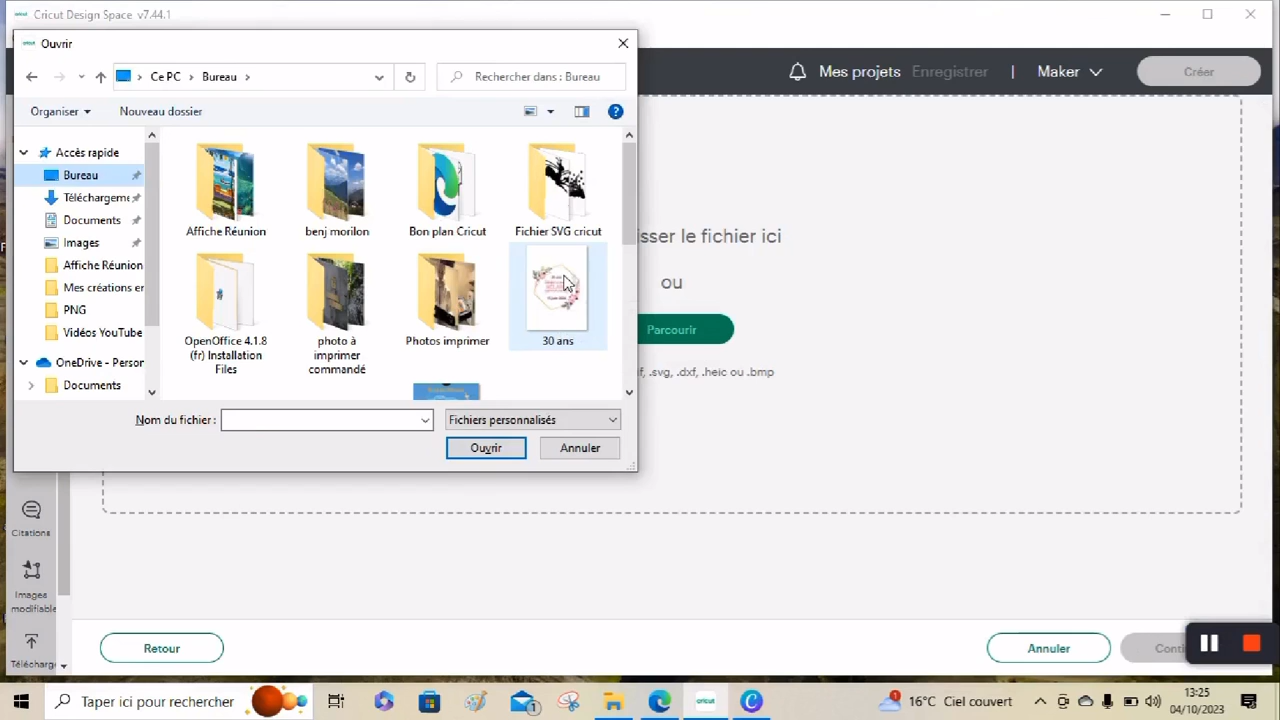 Cricut Design Space v7.44.1
Ouvrir
Ce PC > Bureau >
Rechercher dans : Bureau
Mes projets
Enregistrer
|
Maker
Créer
Organiser
Nouveau dossier
Accès rapide
Bureau
Téléchargeme
Documents
Images
Affiche Réunion
Mes créations en
PNG
Vidéos YouTube
OneDrive - Person
Documents
Affiche Réunion
benj morilon
Bon plan Cricut
Fichier SVG cricut
OpenOffice 4.1.8
(fr) Installation
Files
photo à
imprimer
commandé
Photos imprimer
30 ans
Nom du fichier :
Fichiers personnalisés
Ouvrir
Annuler
sser le fichier ici
ou
Parcourir
if, .svg, .dxf, .heic ou .bmp
Citations
Images
modifiable
Télécharg
Retour
Annuler
Conti
Taper ici pour rechercher
16°C Ciel couvert
13:25
04/10/2023